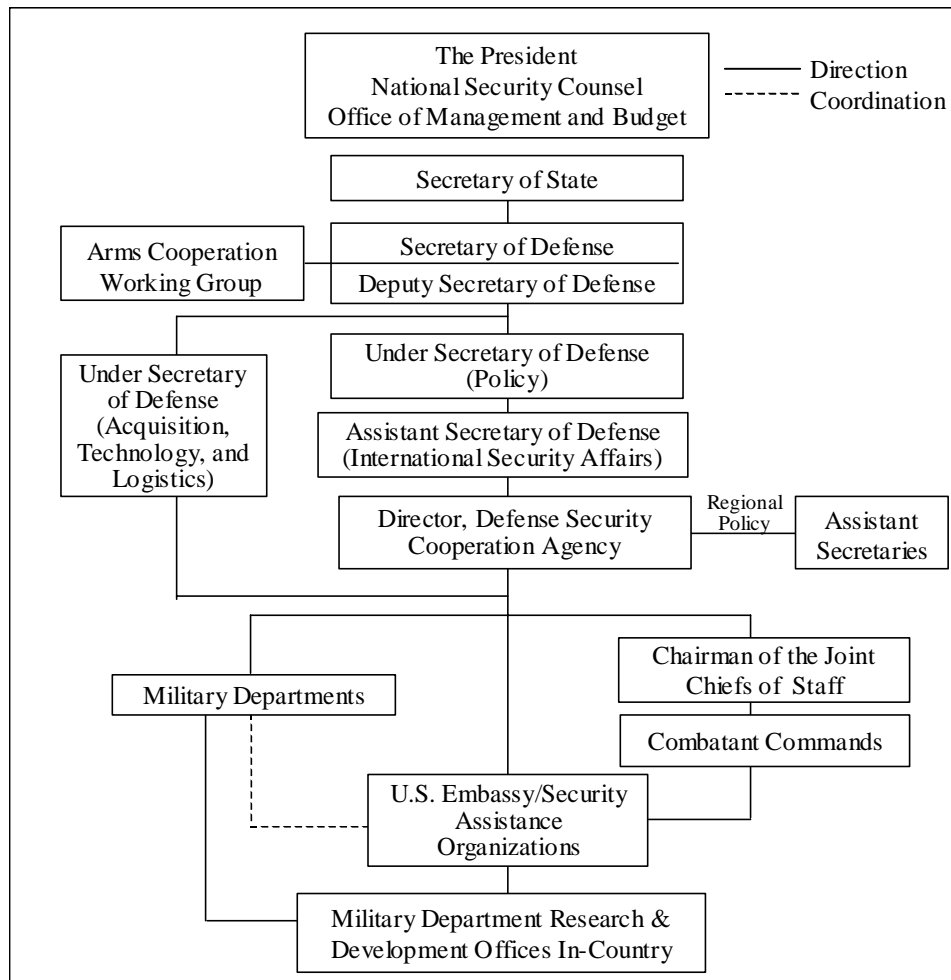 The President
National Security Counsel
Office of Management and Budget
Direction
Coordination
Secretary of State
Arms Cooperation
Working Group
Secretary of Defense
Deputy Secretary of Defense
Under Secretary
of Defense
(Acquisition,
Technology, and
Logistics)
Under Secretary of Defense
(Policy)
Assistant Secretary of Defense
(International Security Affairs)
Director, Defense Security
Cooperation Agency
Regional
Policy
Assistant
Secretaries
Military Departments
Chairman of the Joint
Chiefs of Staff
Combatant Commands
U.S. Embassy/Security
Assistance
Organizations
Military Department Research &
Development Offices In-Country